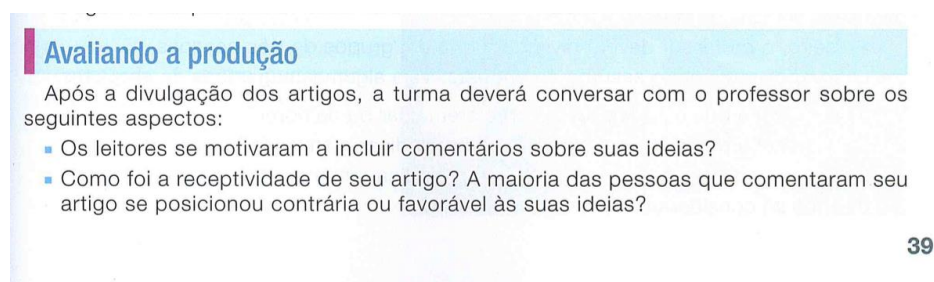 Avaliando a produção
Após a divulgação dos artigos, a turma deverá conversar com o professor sobre os
seguintes aspectos:
▪ Os leitores se motivaram a incluir comentários sobre suas ideias?
▪ Como foi a receptividade de seu artigo? A maioria das pessoas que comentaram seu
artigo se posicionou contrária ou favorável às suas ideias?
39